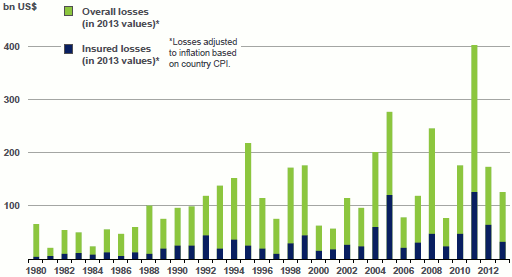 bn US$
Overall losses
(in 2013 values)*
Insured losses
(in 2013 values)*
*Losses adjusted
to inflation based
on country CPI.
400
300
200
100
1980 1982 1984 1986 1988 1990 1992 1994 1996 1998 2000 2002 2004 2006 2008 2010 2012